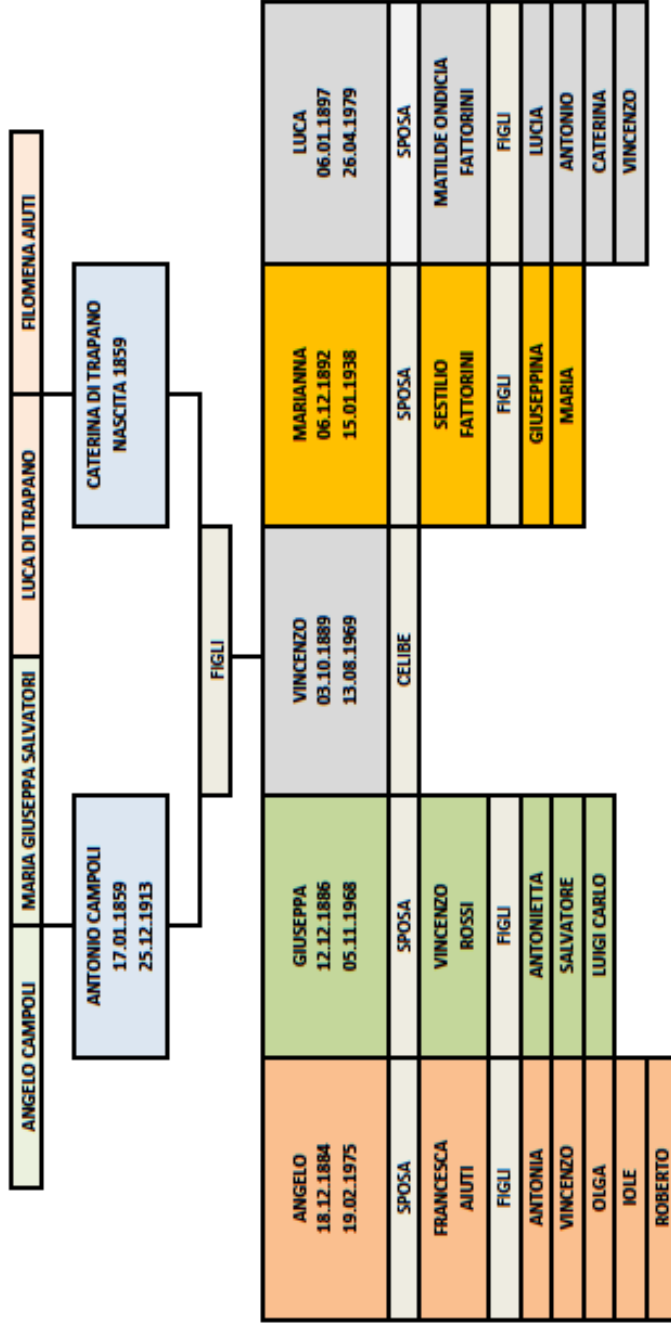 ANGELO CAMPOLI
MARIA GIUSEPPA SALVATORI
LUCA DI TRAPANO
FILOMENA AIUTI
ANTONIO CAMPOLI
17.01.1859
25.12.1913
CATERINA DI TRAPANO
NASCITA 1859
FIGLI
ANGELO
18.12.1884
19.02.1975
SPOSA
FRANCESCA
AIUTI
FIGLI
ANTONIA
VINCENZO
OLGA
IOLE
ROBERTO
GIUSEPPA
12.12.1886
05.11.1968
SPOSA
VINCENZO
ROSSI
FIGLI
ANTONIETTA
SALVATORE
LUIGI CARLO
VINCENZO
03.10.1889
13.08.1969
CELIBE
MARIANNA
06.12.1892
15.01.1938
SPOSA
SESTILIO
FATTORINI
FIGLI
GIUSEPPINA
MARIA
LUCA
06.01.1897
26.04.1979
SPOSA
MATILDE ONDICIA
FATTORINI
FIGLI
LUCIA
ANTONIO
CATERINA
VINCENZO